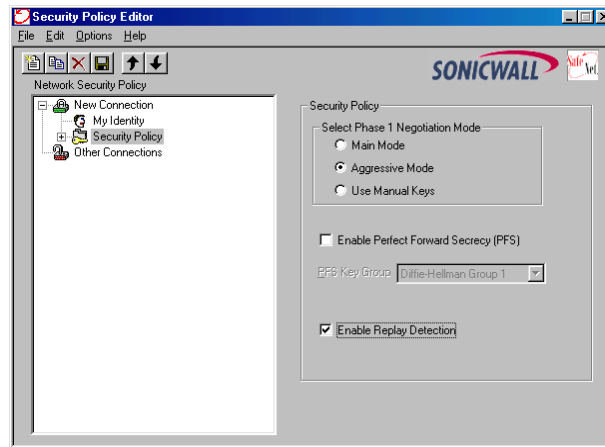 Security Policy Editor
File Edit Options Help
SONICWALL
Safe Net
Network Security Policy
New Connection
My Identity
Security Policy
Other Connections
Security Policy
Select Phase 1 Negotiation Mode
Main Mode
Aggressive Mode
Use Manual Keys
Enable Perfect Forward Secrecy (PFS)
PFS Key Group Diffie-Hellman Group 1
Enable Replay Detection